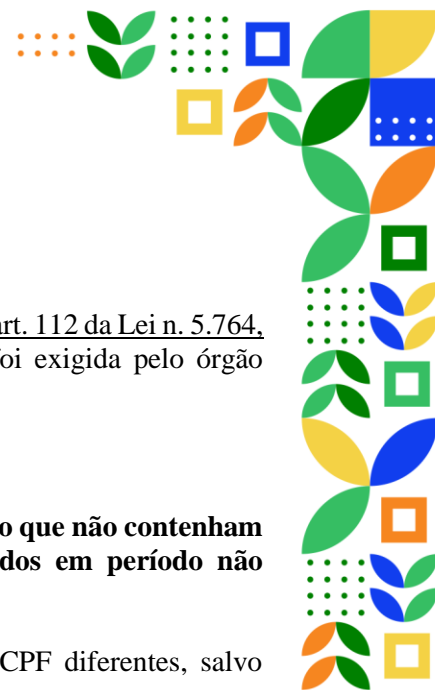 art. 112 da Lei n. 5.764,
foi exigida pelo órgão
o que não contenham
dos em período não
CPF diferentes, salvo